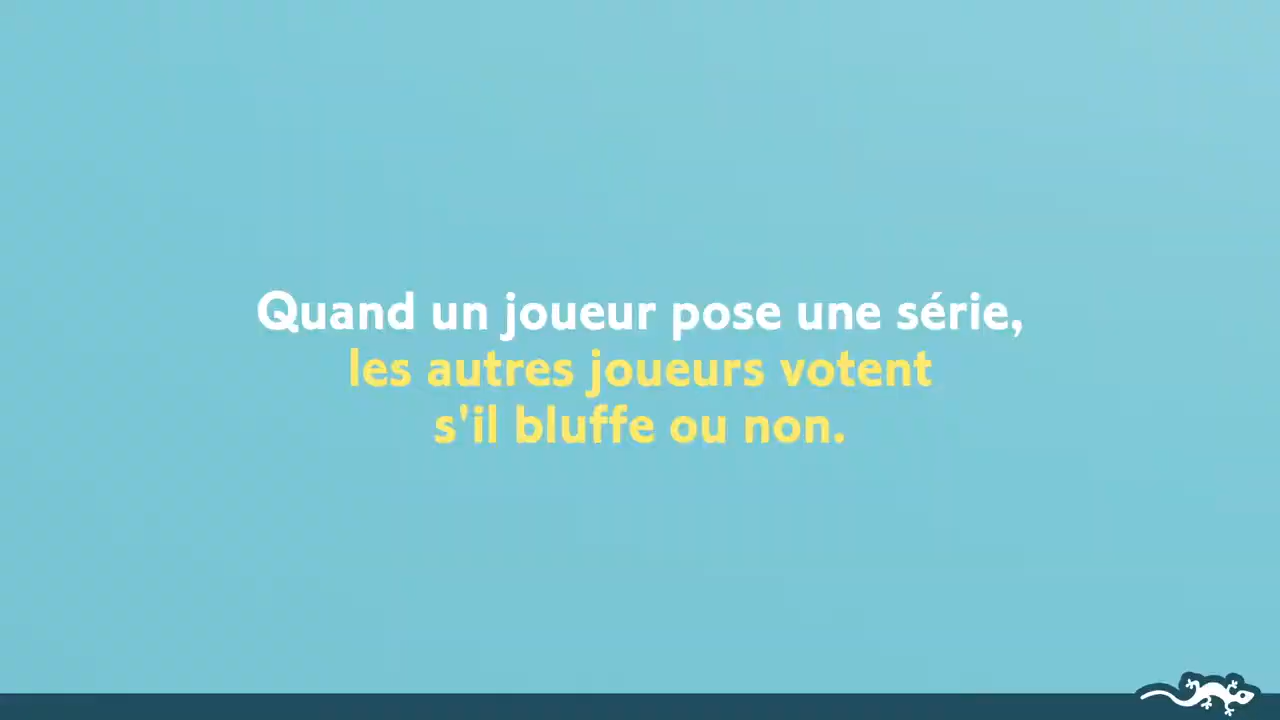 Quand un joueur pose une série,
les autres joueurs votent
s'il bluffe ou non.